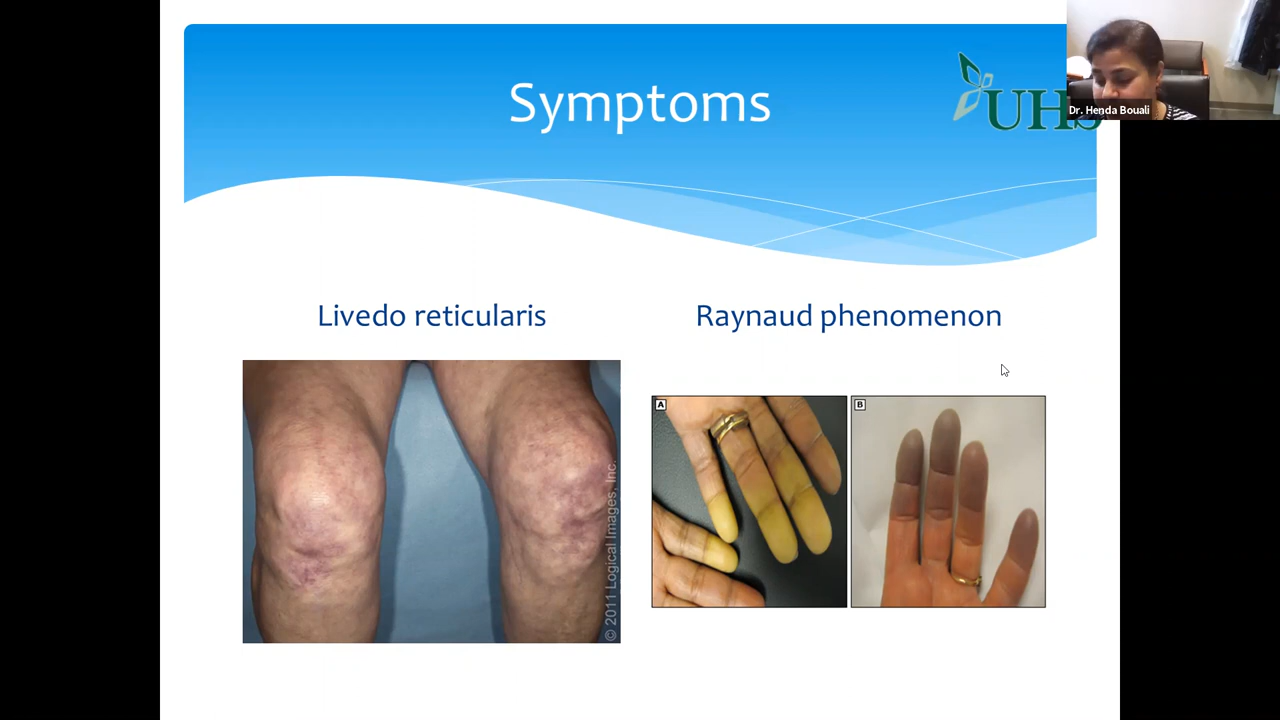 Symptoms
UHS
Dr. Henda Bouali
Livedo reticularis
Raynaud phenomenon
A
B
© 2011 Logical Images, Inc.